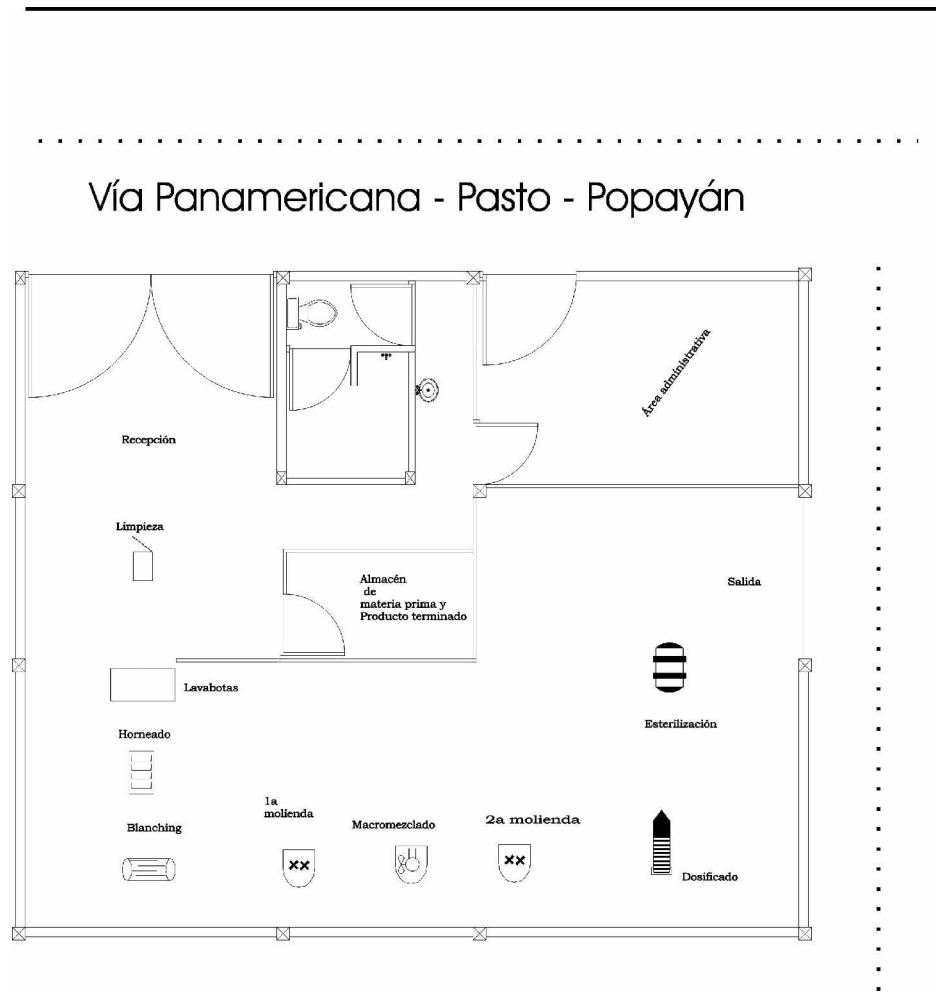 Vía Panamericana - Pasto - Popayán
Área administrativa
Recepción
Limpieza
Almacén
de
materia prima y
Producto terminado
Salida
Lavabotas
Esterilización
Horneado
1a
molienda
Macromezclado
2a molienda
Blanching
Dosificado